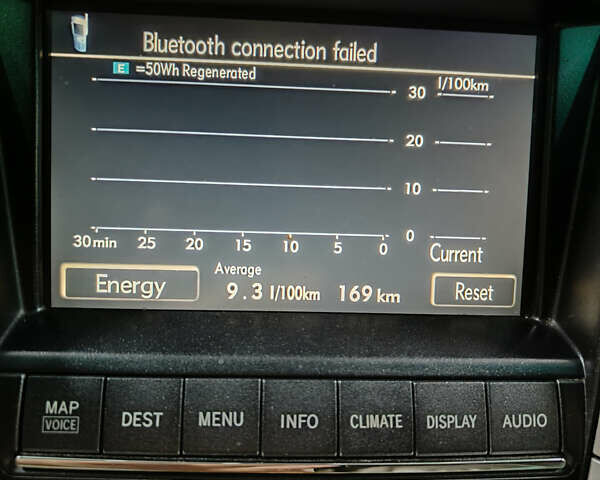 Bluetooth connection failed
E =50Wh Regenerated
l/100km
30
20
10
0
30min 25 20 15 10 5 0
Current
Energy
Average
9.3 l/100km 169 km
Reset
MAP
VOICE
DEST
MENU
INFO
CLIMATE
DISPLAY
AUDIO